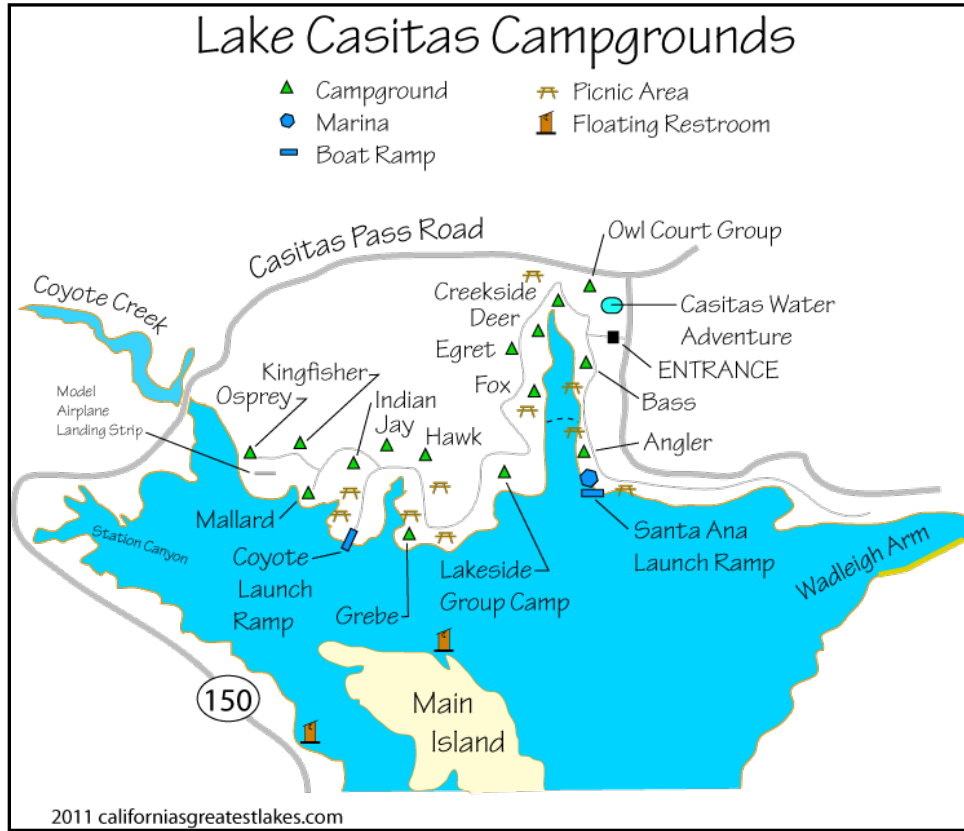 Lake Casitas Campgrounds
Campground
Marina
Boat Ramp
Picnic Area
Floating Restroom
Casitas Pass Road
Owl Court Group
Coyote Creek
Creekside
Deer
Casitas Water
Adventure
Egret
ENTRANCE
Kingfisher
Osprey
Indian
Jay
Fox
Bass
Model
Airplane
Landing Strip
Hawk
Angler
Mallard
Station Canyon
Coyote
Launch
Ramp
Grebe
Lakeside
Group Camp
Santa Ana
Launch Ramp
Wadleigh Arm
150
Main
Island
2011 californiasgreatestlakes.com